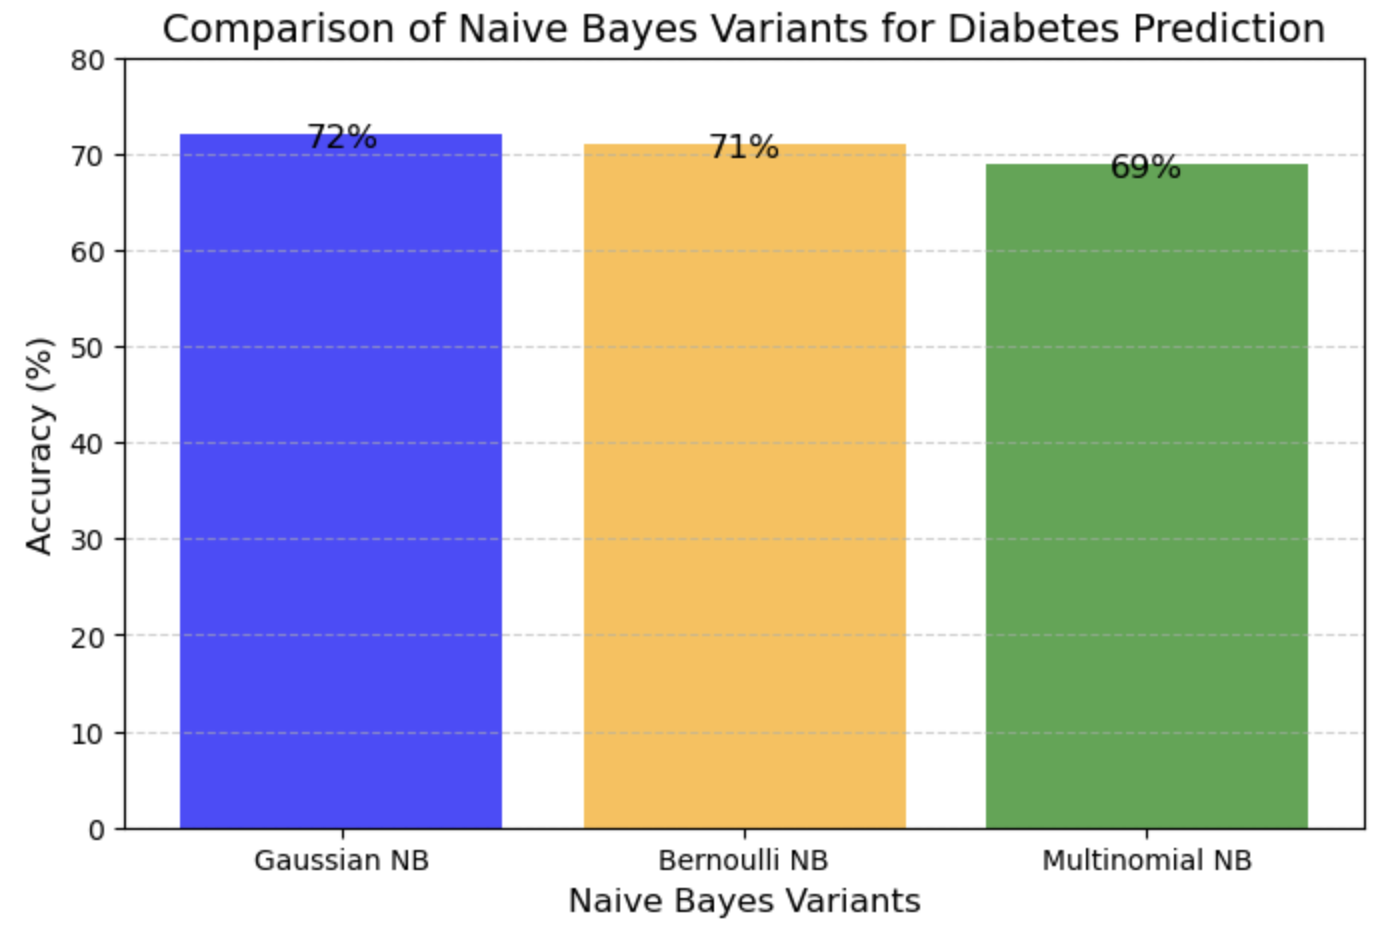 Comparison of Naive Bayes Variants for Diabetes Prediction
80
70
60
50
40
30
20
10
0
Accuracy (%)
72%
71%
69%
Gaussian NB
Bernoulli NB
Multinomial NB
Naive Bayes Variants